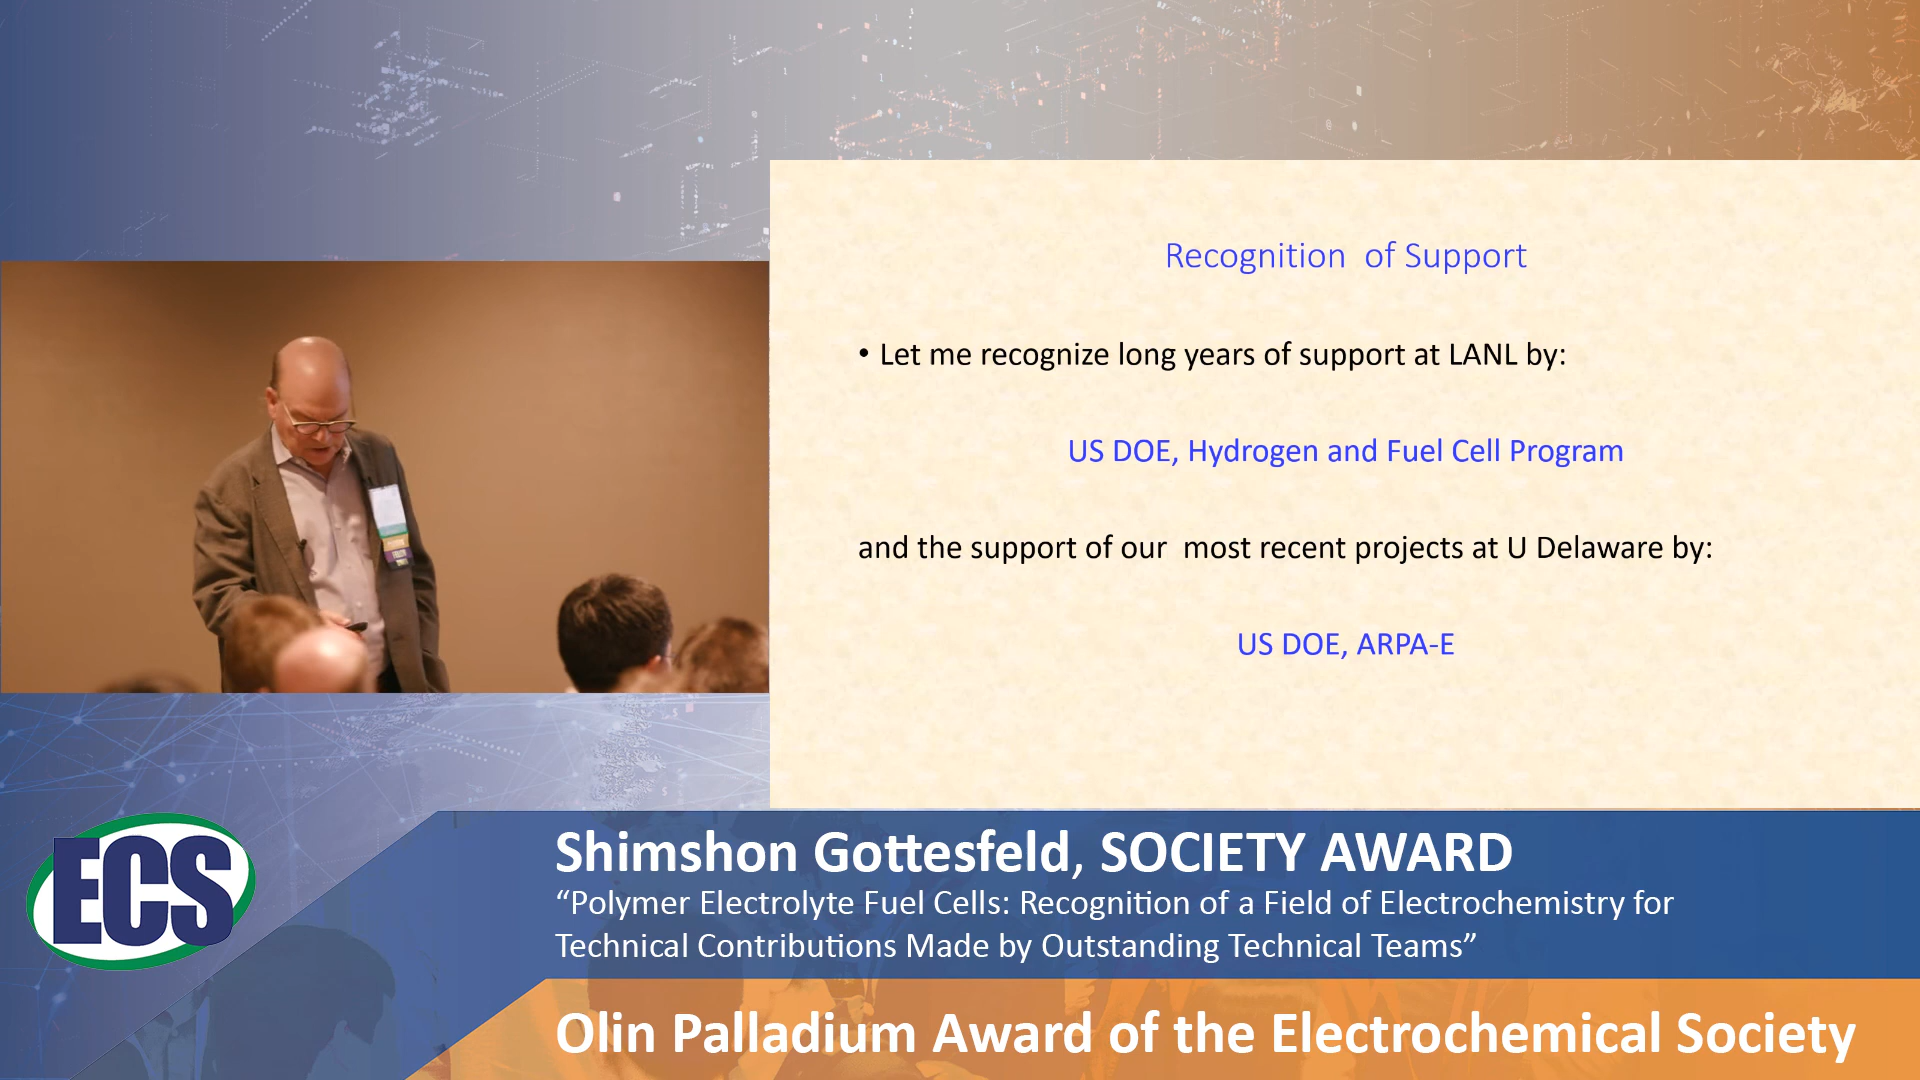 Recognition of Support
• Let me recognize long years of support at LANL by:
US DOE, Hydrogen and Fuel Cell Program
and the support of our most recent projects at U Delaware by:
US DOE, ARPA-E
ECS
Shimshon Gottesfeld, SOCIETY AWARD
“Polymer Electrolyte Fuel Cells: Recognition of a Field of Electrochemistry for
Technical Contributions Made by Outstanding Technical Teams”
Olin Palladium Award of the Electrochemical Society